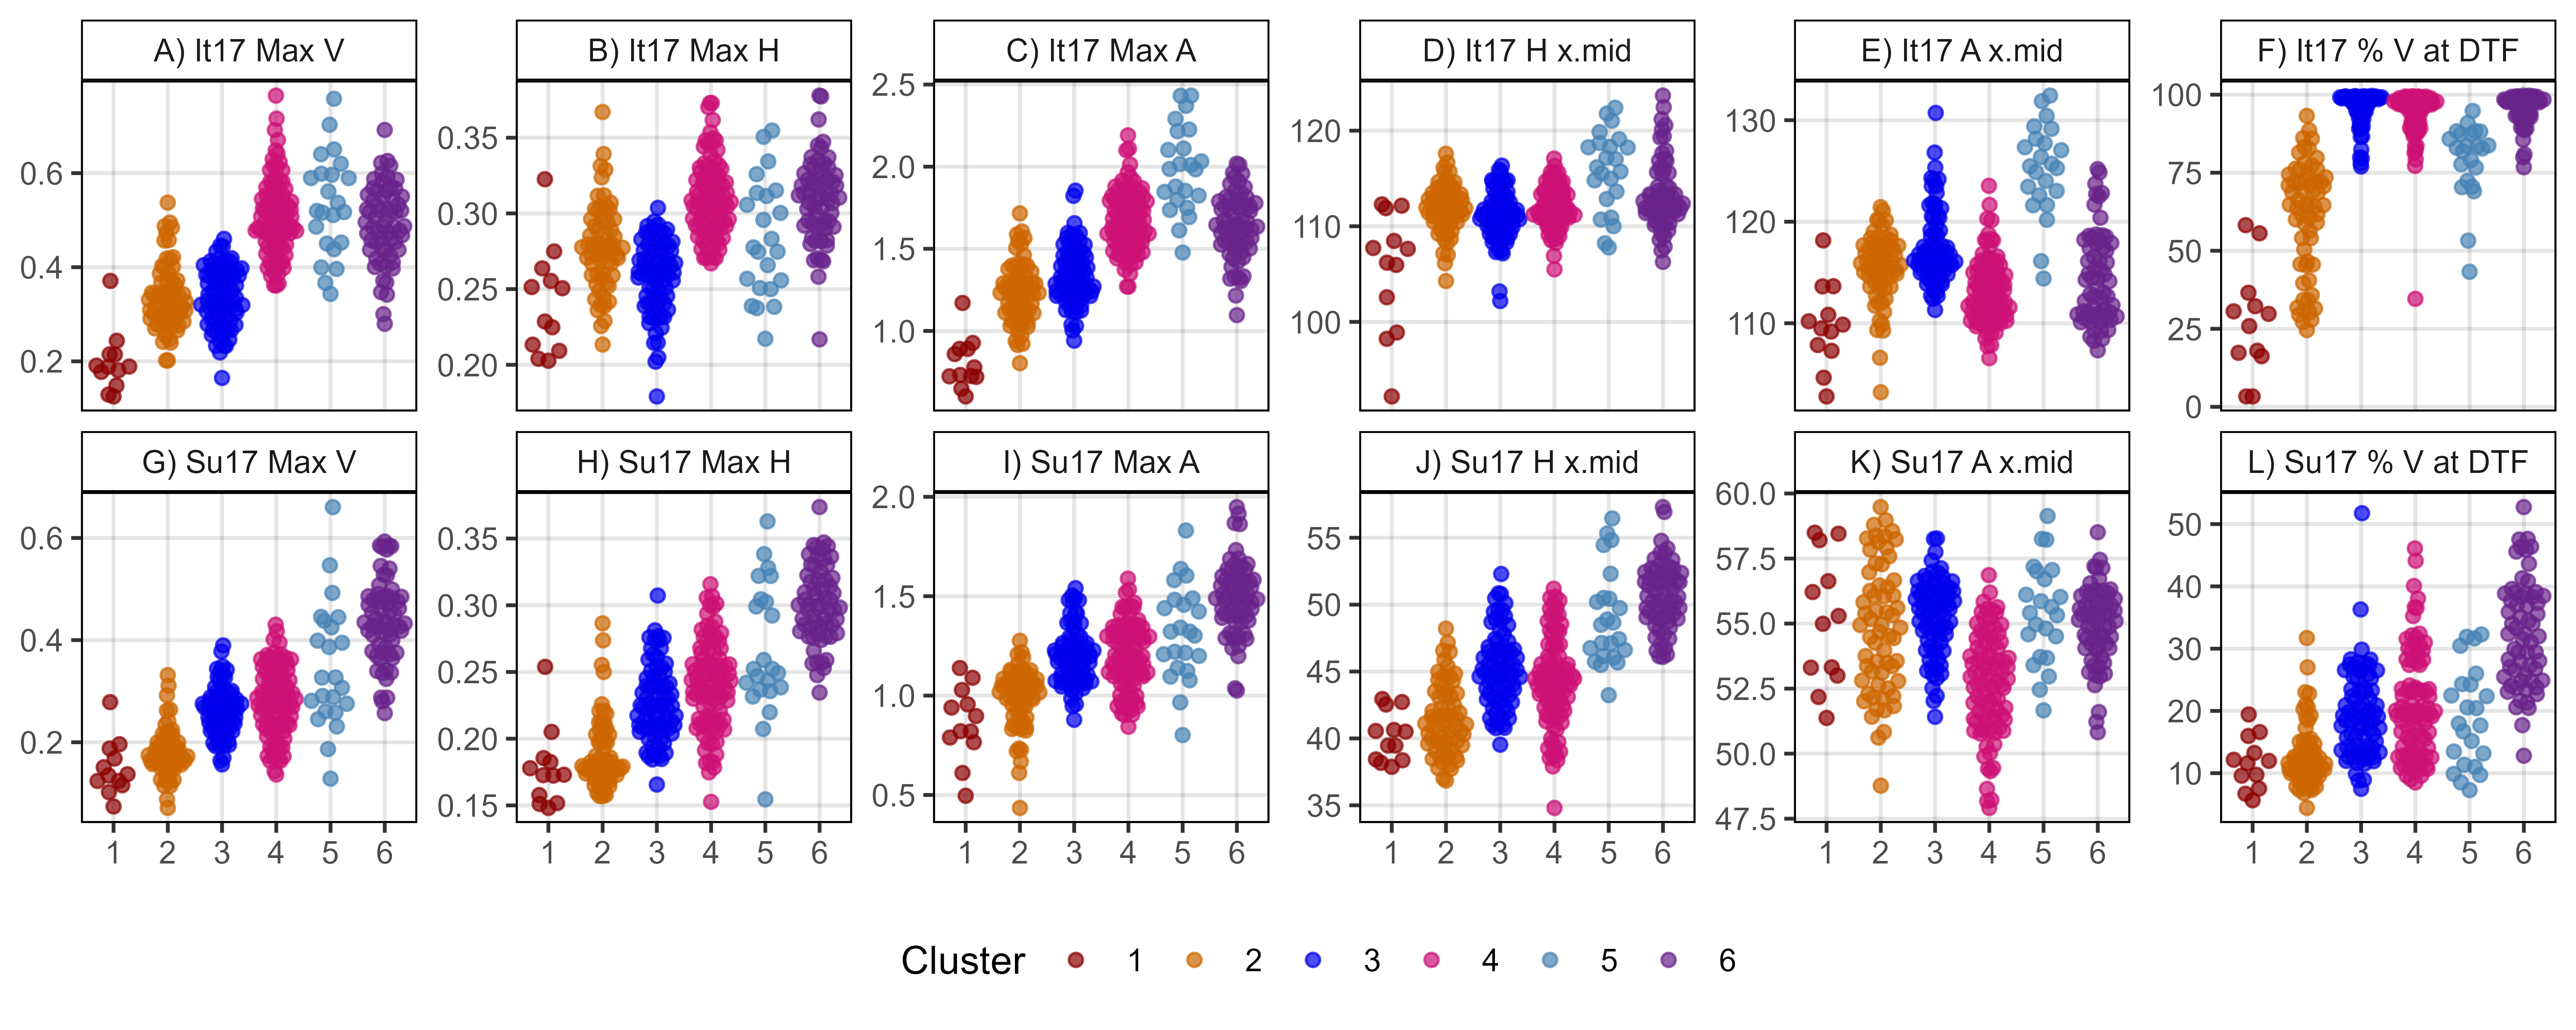 A) It17 Max V
B) It17 Max H
C) It17 Max A
D) It17 H x.mid
E) It17 A x.mid
F) It17 % V at DTF
0.6
0.4
0.2
0.35
0.30
0.25
0.20
2.5
2.0
1.5
1.0
120
110
100
130
120
110
100
75
50
25
0
G) Su17 Max V
H) Su17 Max H
I) Su17 Max A
J) Su17 H x.mid
K) Su17 A x.mid
L) Su17 % V at DTF
0.6
0.4
0.2
0.35
0.30
0.25
0.20
0.15
2.0
1.5
1.0
0.5
55
50
45
40
35
60.0
57.5
55.0
52.5
50.0
47.5
50
40
30
20
10
1 2 3 4 5 6
1 2 3 4 5 6
1 2 3 4 5 6
1 2 3 4 5 6
1 2 3 4 5 6
1 2 3 4 5 6
Cluster 1 2 3 4 5 6